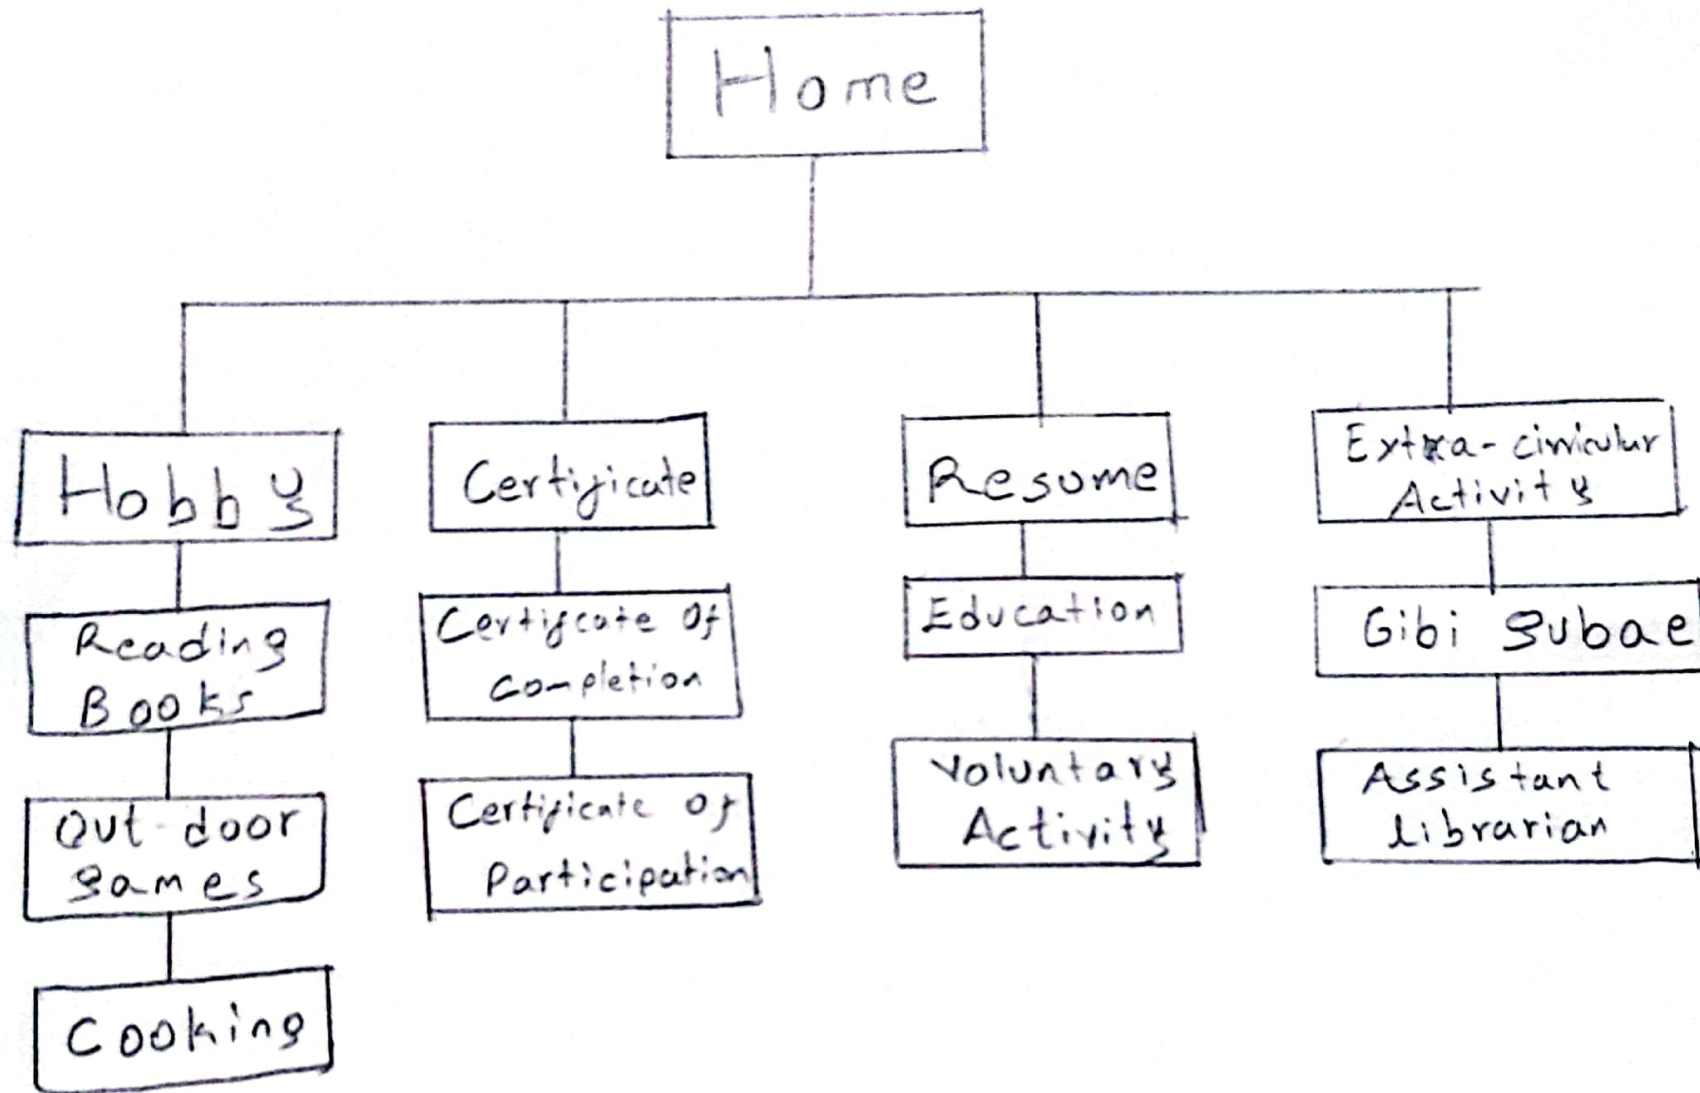 Home
Hobby
Reading
Books
Out door
games
Cooking
Certificate
Certifcate Of
completion
Certificate Of
Participation
Resume
Education
Voluntary
Activity
Extra-cirricular
Activity
Gibi gubae
Assistant
librarian